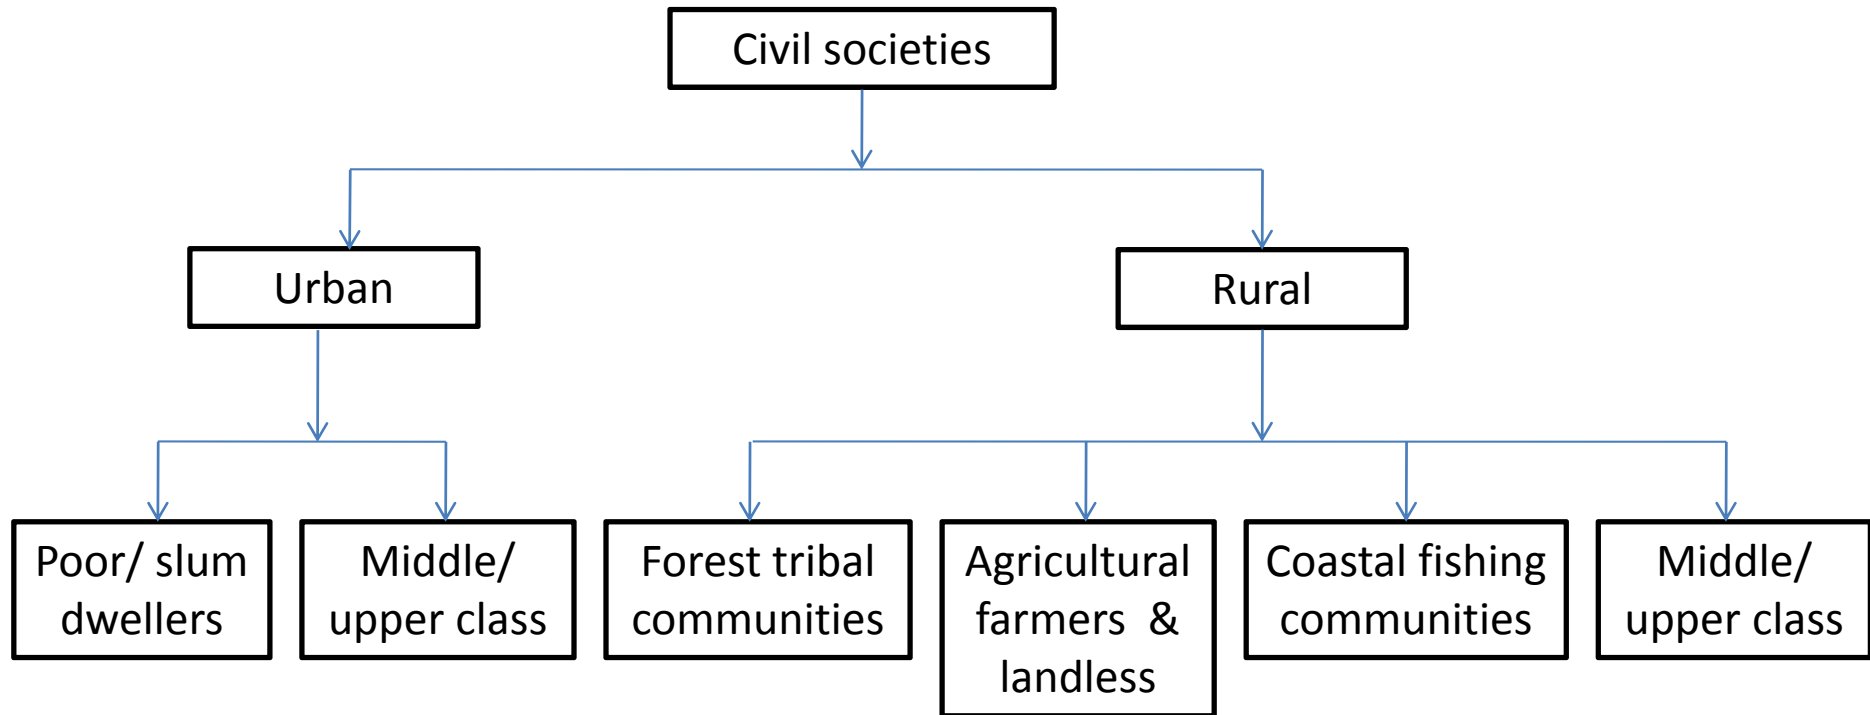 Civil societies
Urban
Rural
Poor/ slum
dwellers
Middle/
upper class
Forest tribal
communities
Agricultural
farmers  &
landless
Coastal fishing
communities
Middle/
upper class